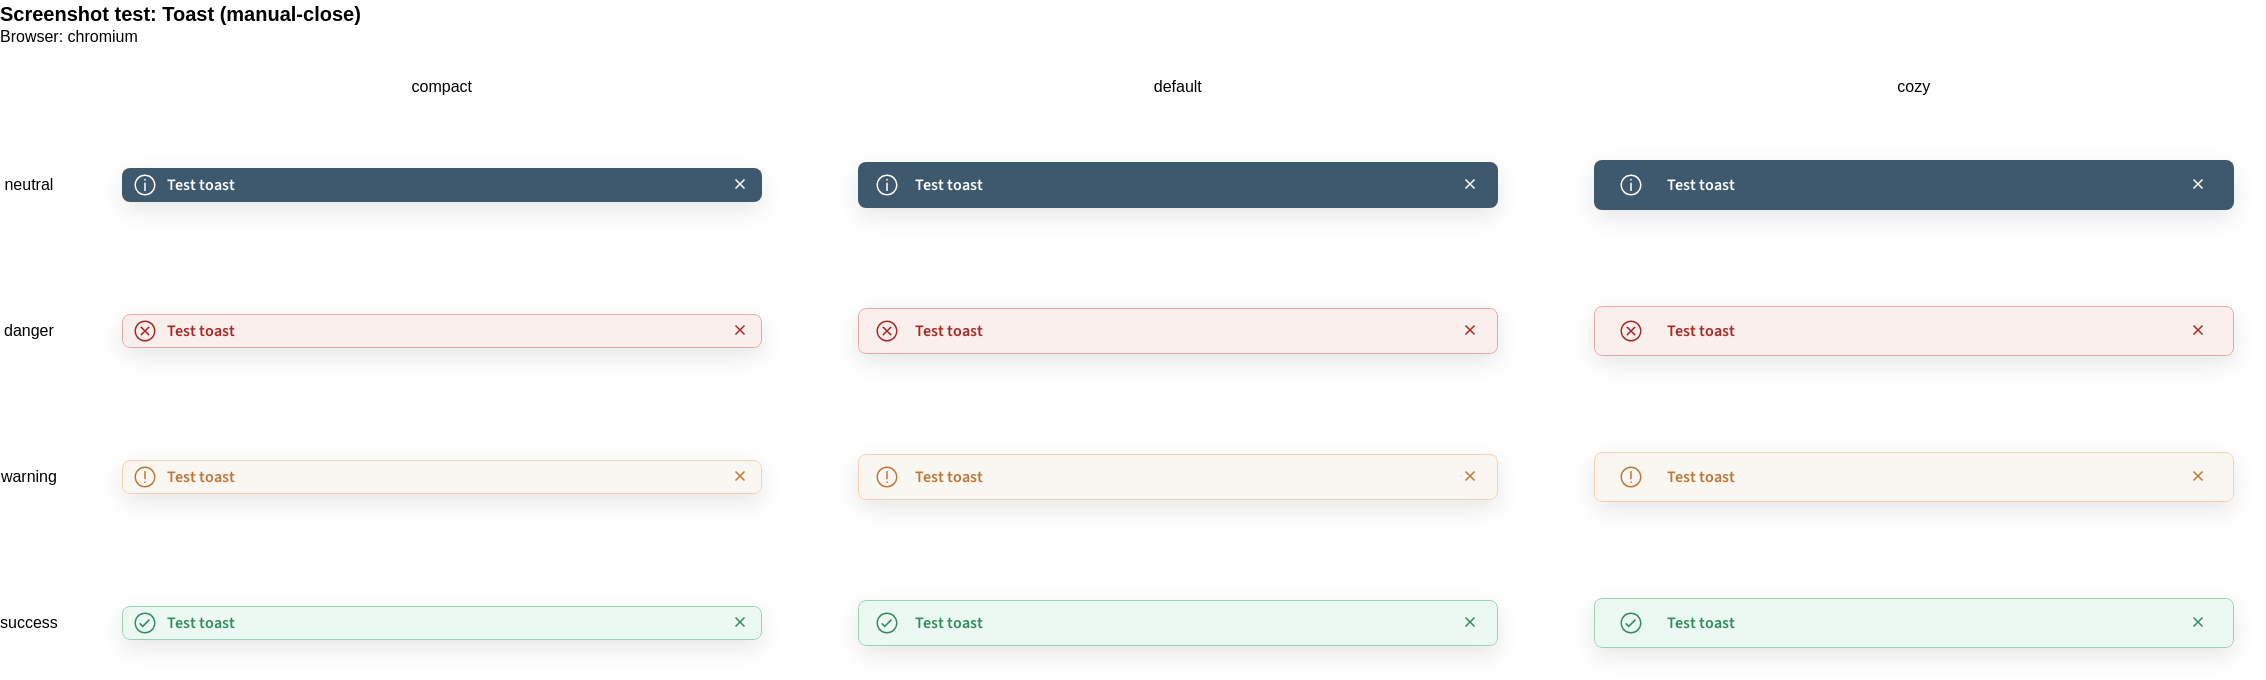 Screenshot test: Toast (manual-close)
Browser: chromium
compact default cozy
neutral Test toast Test toast Test toast
danger Test toast Test toast Test toast
warning Test toast Test toast Test toast
success Test toast Test toast Test toast